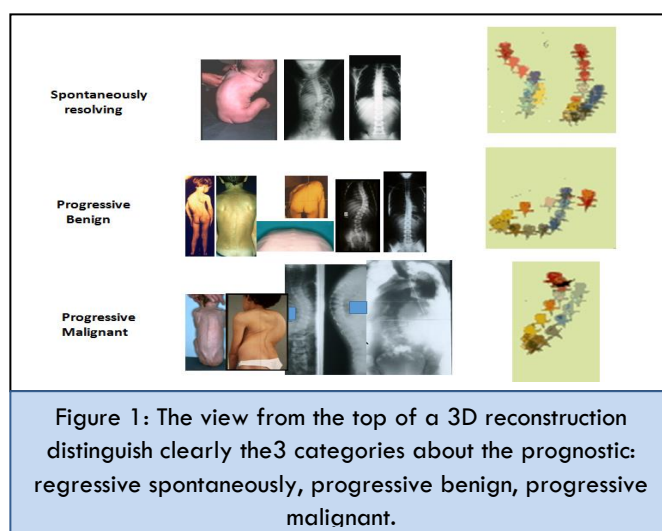 Spontaneously
resolving
Progressive
Benign
Progressive
Malignant
Figure 1: The view from the top of a 3D reconstruction
distinguish clearly the3 categories about the prognostic:
regressive spontaneously, progressive benign, progressive
malignant.